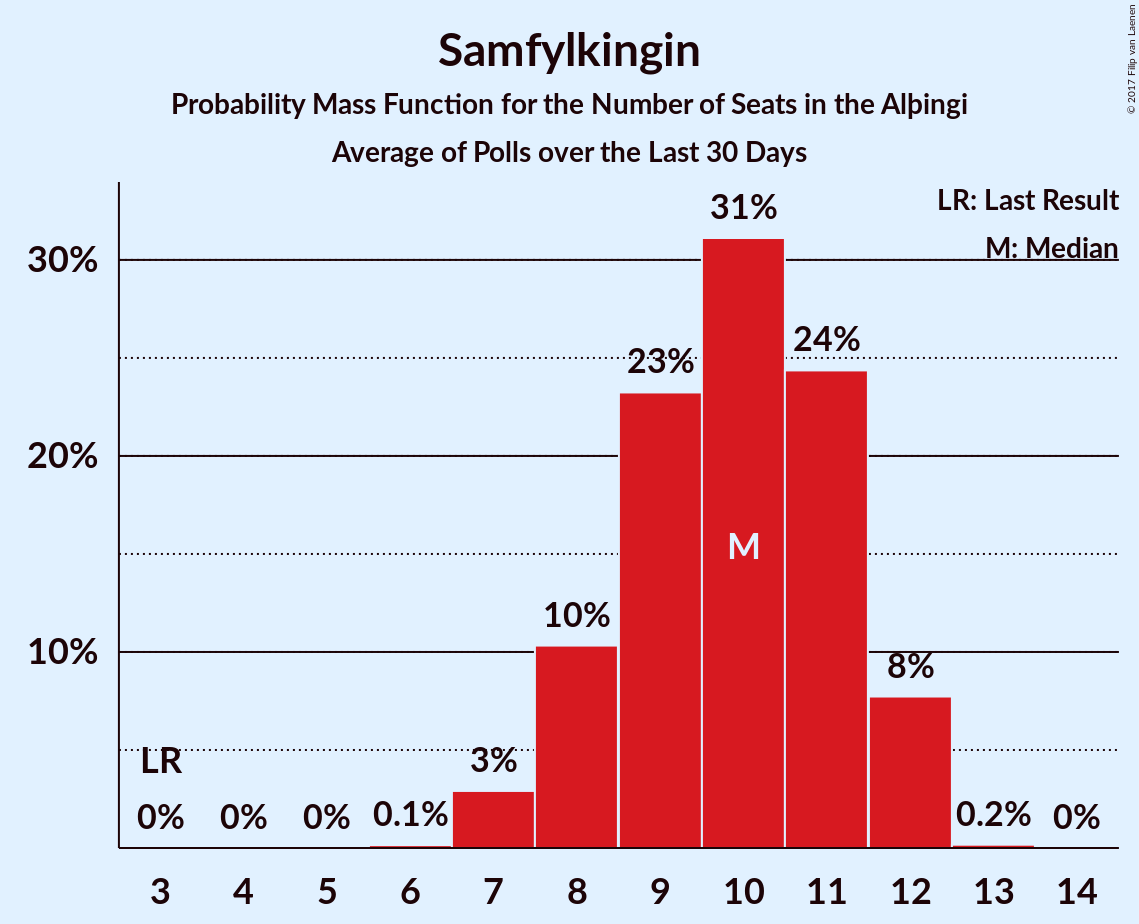 Samfylkingin
Probability Mass Function for the Number of Seats in the Alþingi
Average of Polls over the Last 30 Days
© 2017 Filip van Laenen
LR: Last Result
M: Median
30%
20%
10%
LR
0%
0%
0%
0.1%
3%
10%
23%
31%
M
24%
8%
0.2%
0%
3 4 5 6 7 8 9 10 11 12 13 14